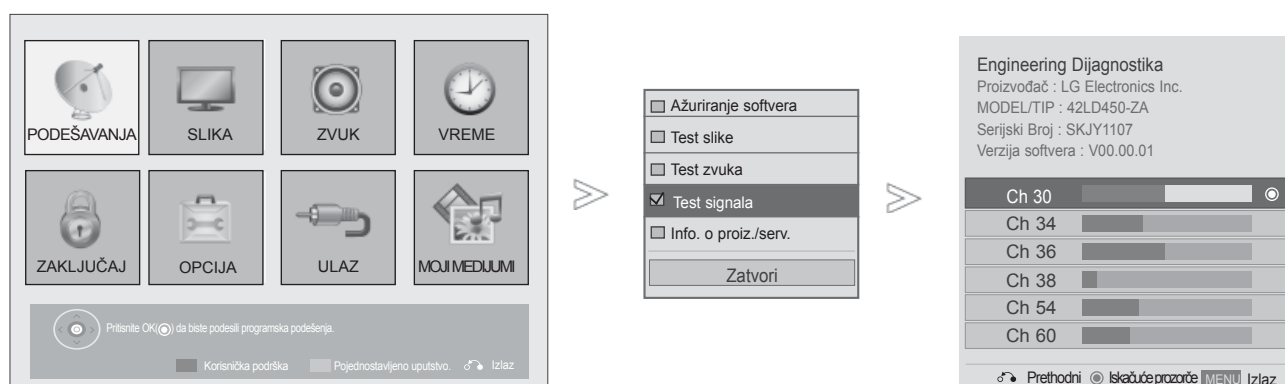 PODEŠAVANJA SLIKA ZVUK VREME
ZAKLJUČAJ OPCIJA ULAZ MOJI MEDIJUMI
Pritisnite OK(◉) da biste podesili programska podešenja.
Korisnička podrška Pojednostavljeno uputstvo. Izlaz
Ažuriranje softvera
Test slike
Test zvuka
Test signala
Info. o proiz./serv.
Zatvori
Engineering Dijagnostika
Proizvođač : LG Electronics Inc.
MODEL/TIP : 42LD450-ZA
Serijski Broj : SKJY1107
Verzija softvera : V00.00.01
Ch 30
Ch 34
Ch 36
Ch 38
Ch 54
Ch 60
Prethodni ◉ Iskačuće prozorče MENU Izlaz